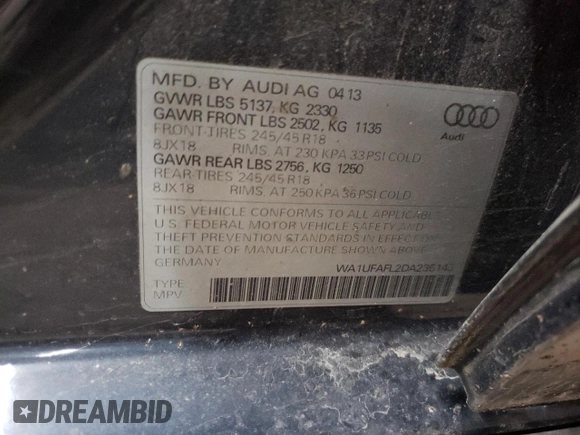 MFD. BY AUDI AG 04 13
GVWR LBS 5137, KG 2330
GAWR FRONT LBS 2502, KG 1135
FRONT-TIRES 245/45 R18
8JX18 RIMS, AT 230 KPA 33 PSI COLD
GAWR REAR LBS 2756, KG 1250
REAR-TIRES 245/45 R18
8JX18 RIMS, AT 250 KPA 36 PSI COLD
Audi
THIS VEHICLE CONFORMS TO ALL APPLICABLE
U.S. FEDERAL MOTOR VEHICLE SAFETY AND
THEFT PREVENTION STANDARDS IN EFFECT ON
THE DATE OF MANUFACTURE SHOWN ABOVE
GERMANY
TYPE
MPV
DREAMBID